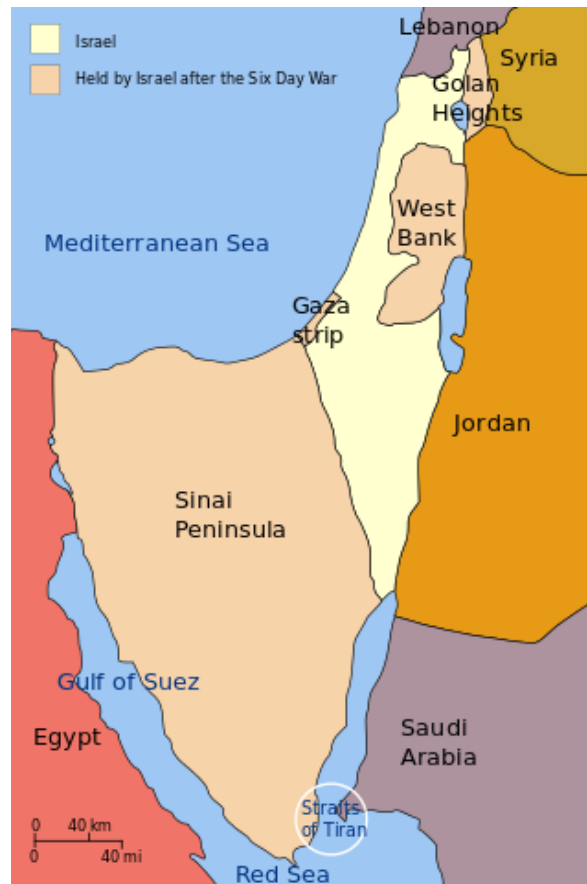 Israel
Held by Israel after the Six Day War
Lebanon
Syria
Golan
Heights
West
Bank
Mediterranean Sea
Gaza
strip
Jordan
Sinai
Peninsula
Gulf of Suez
Egypt
Saudi
Arabia
Straits
of Tiran
0 40 km
0 40 mi
Red Sea